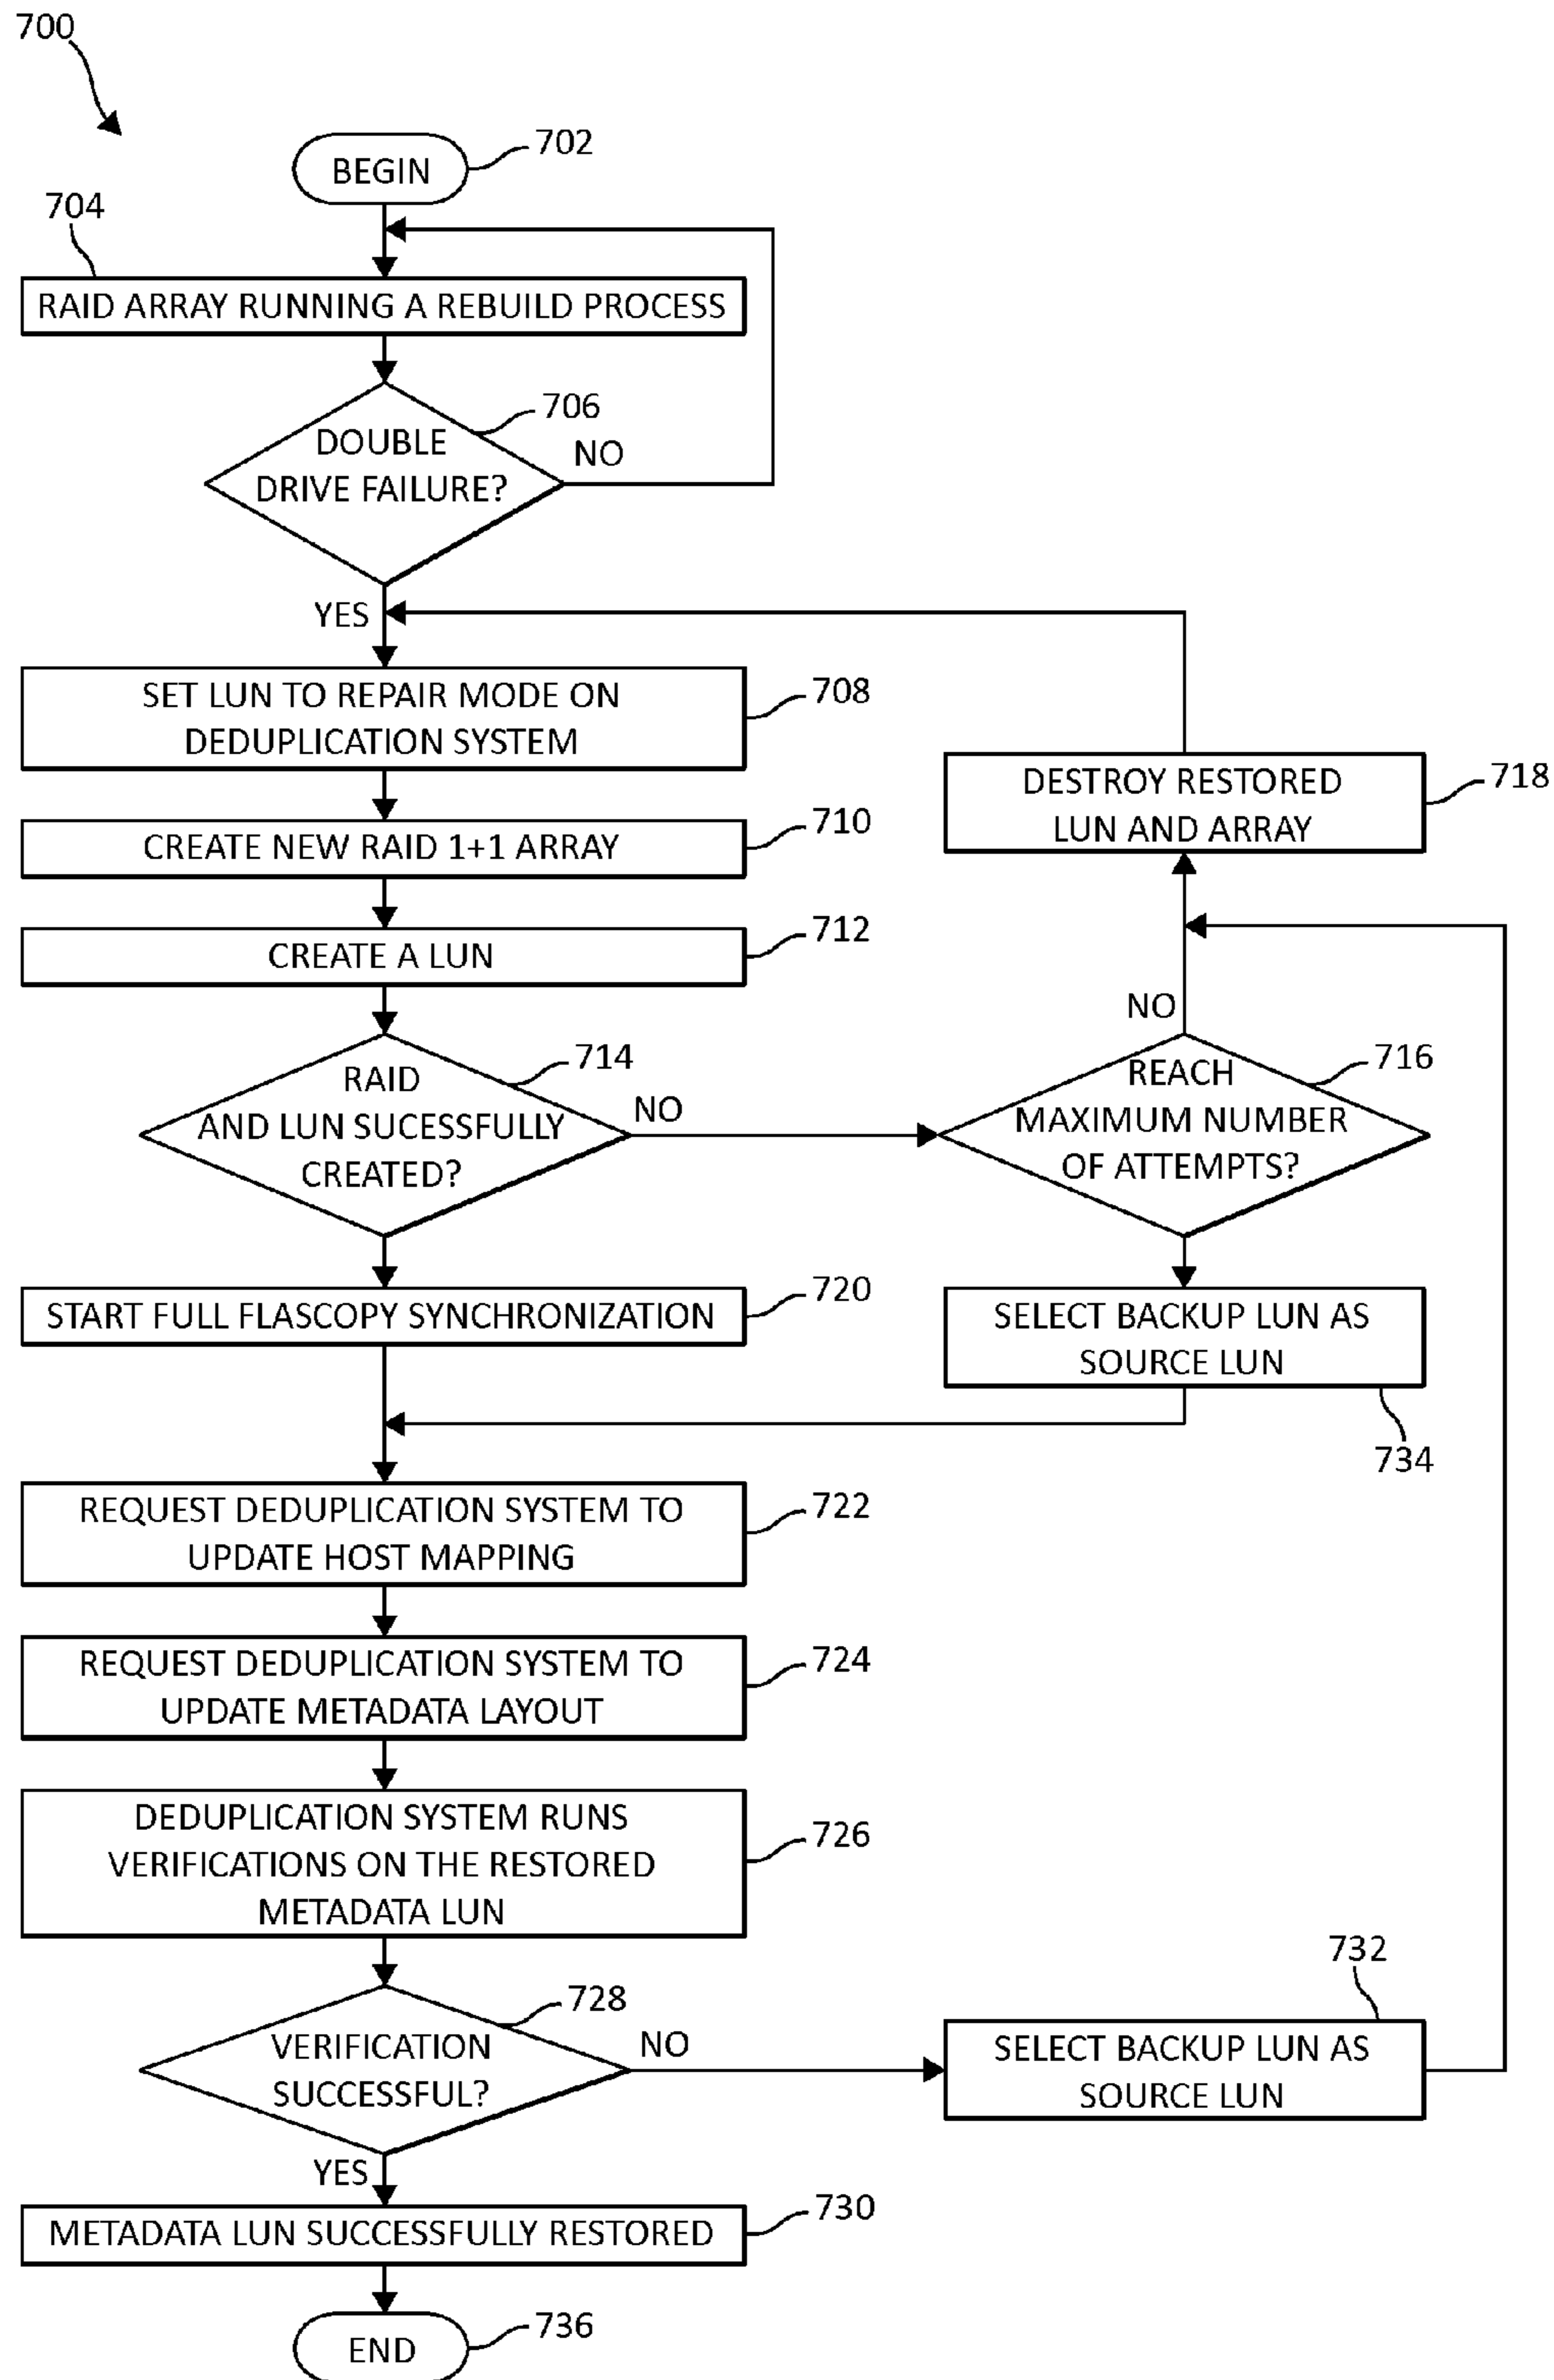 700
BEGIN
702
704
RAID ARRAY RUNNING A REBUILD PROCESS
706
DOUBLE
DRIVE FAILURE?
NO
YES
SET LUN TO REPAIR MODE ON
DEDUPLICATION SYSTEM
708
CREATE NEW RAID 1+1 ARRAY
710
CREATE A LUN
712
RAID
AND LUN SUCESSFULLY
CREATED?
714
NO
REACH
MAXIMUM NUMBER
OF ATTEMPTS?
716
NO
DESTROY RESTORED
LUN AND ARRAY
718
START FULL FLASCOPY SYNCHRONIZATION
720
SELECT BACKUP LUN AS
SOURCE LUN
734
REQUEST DEDUPLICATION SYSTEM TO
UPDATE HOST MAPPING
722
REQUEST DEDUPLICATION SYSTEM TO
UPDATE METADATA LAYOUT
724
DEDUPLICATION SYSTEM RUNS
VERIFICATIONS ON THE RESTORED
METADATA LUN
726
VERIFICATION
SUCCESSFUL?
728
NO
732
SELECT BACKUP LUN AS
SOURCE LUN
YES
METADATA LUN SUCCESSFULLY RESTORED
730
END
736